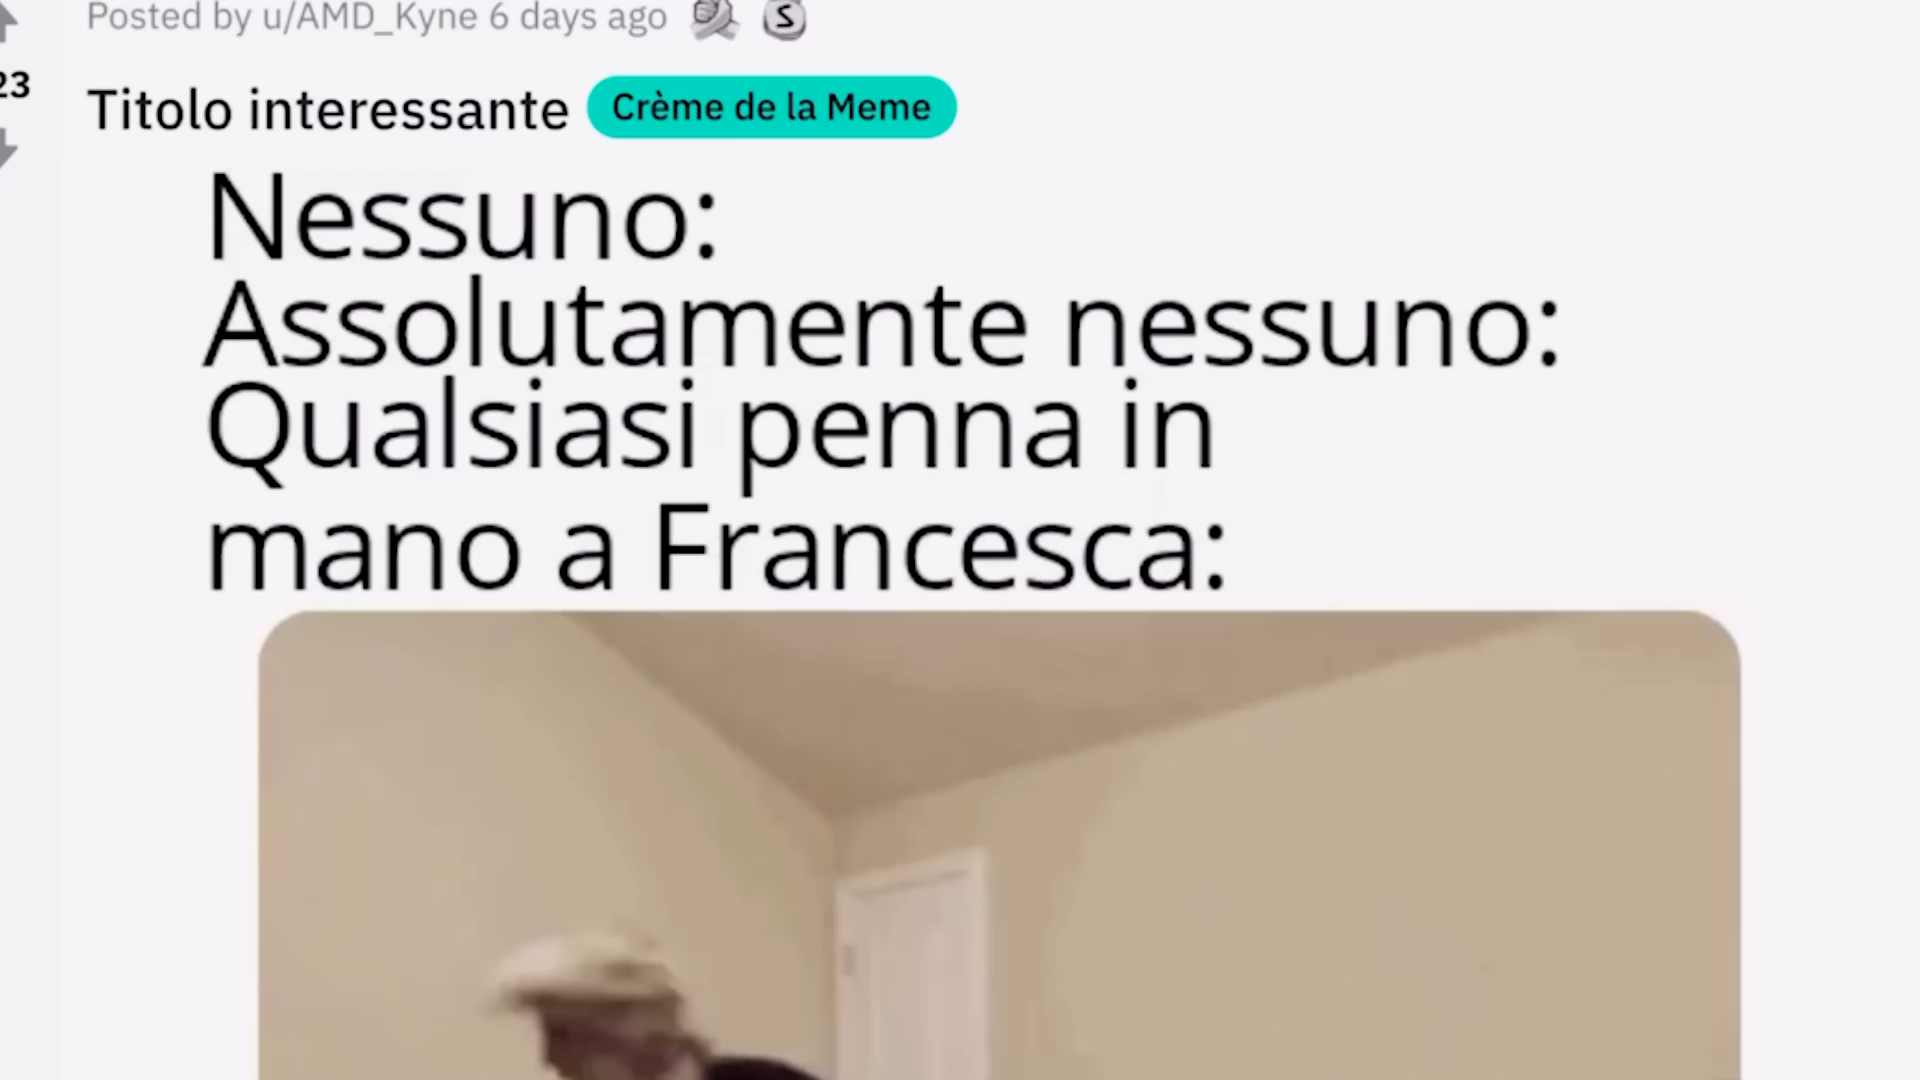 Posted by u/AMD_Kyne 6 days ago
23
Titolo interessante Crème de la Meme
Nessuno:
Assolutamente nessuno:
Qualsiasi penna in
mano a Francesca: